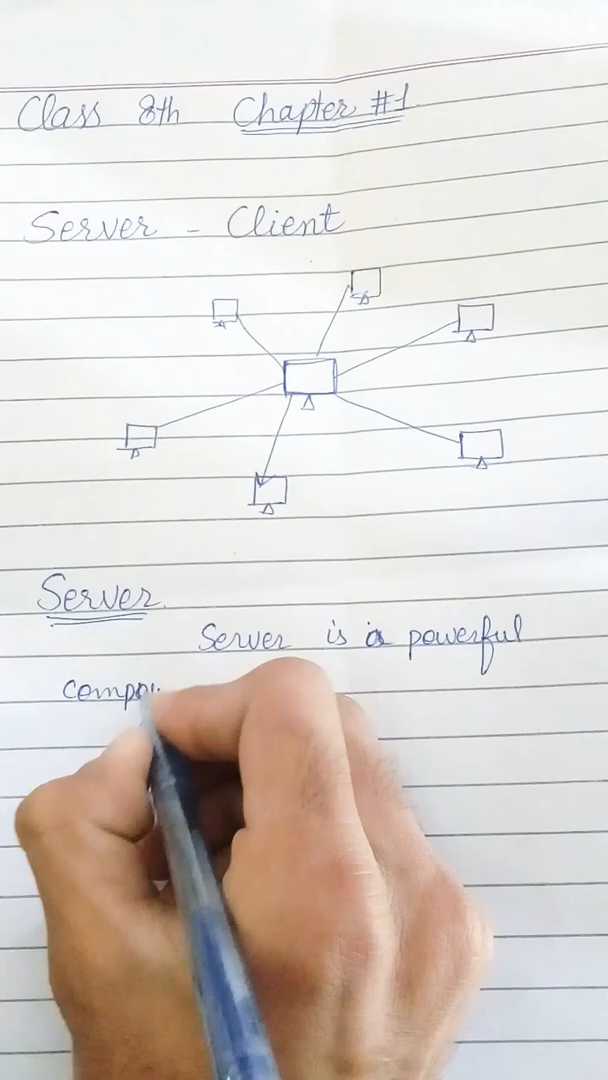 Class 8th Chapter #1
Server - Client
Server
Server is a powerful